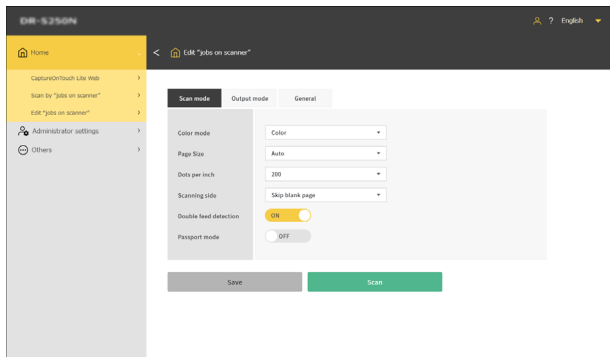 DR-S250N
? English
Home
< Edit "jobs on scanner"
CaptureOnTouch Lite Web
Scan by "jobs on scanner"
Edit "jobs on scanner"
Administrator settings
Others
Scan mode Output mode General
Color mode Color
Page Size Auto
Dots per inch 200
Scanning side Skip blank page
Double feed detection ON
Passport mode OFF
Save Scan